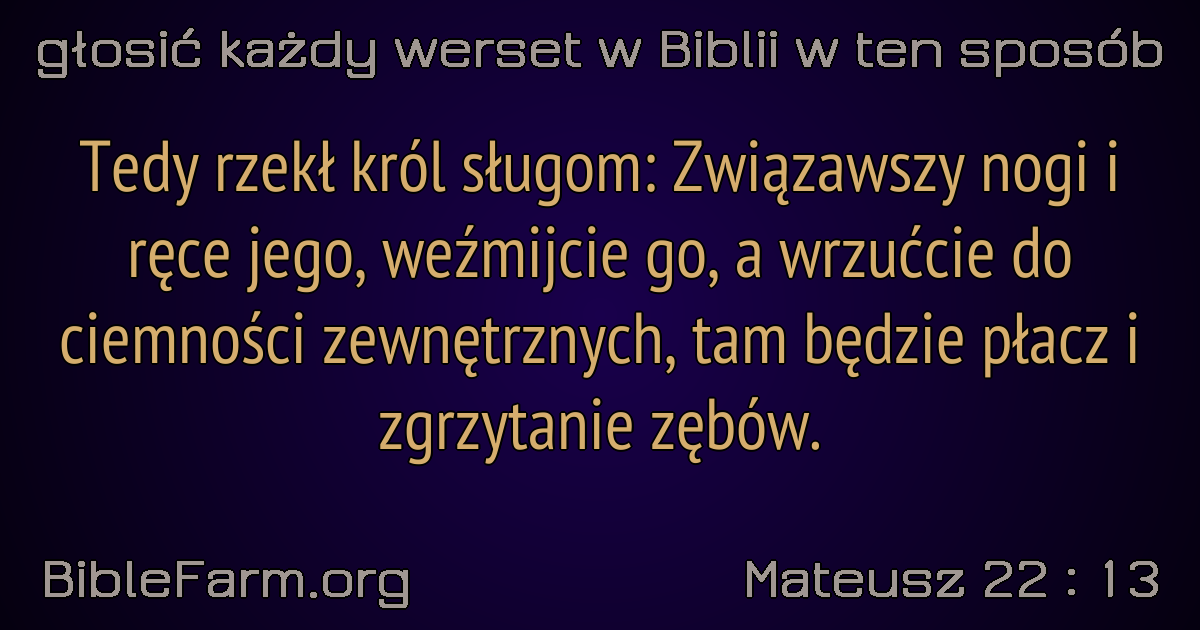 głosić każdy werset w Biblii w ten sposób
Tedy rzekł król sługom: Związawszy nogi i
ręce jego, weźmijcie go, a wrzućcie do
ciemności zewnętrznych, tam będzie płacz i
zgrzytanie zębów.
BibleFarm.org
Mateusz 22 : 13